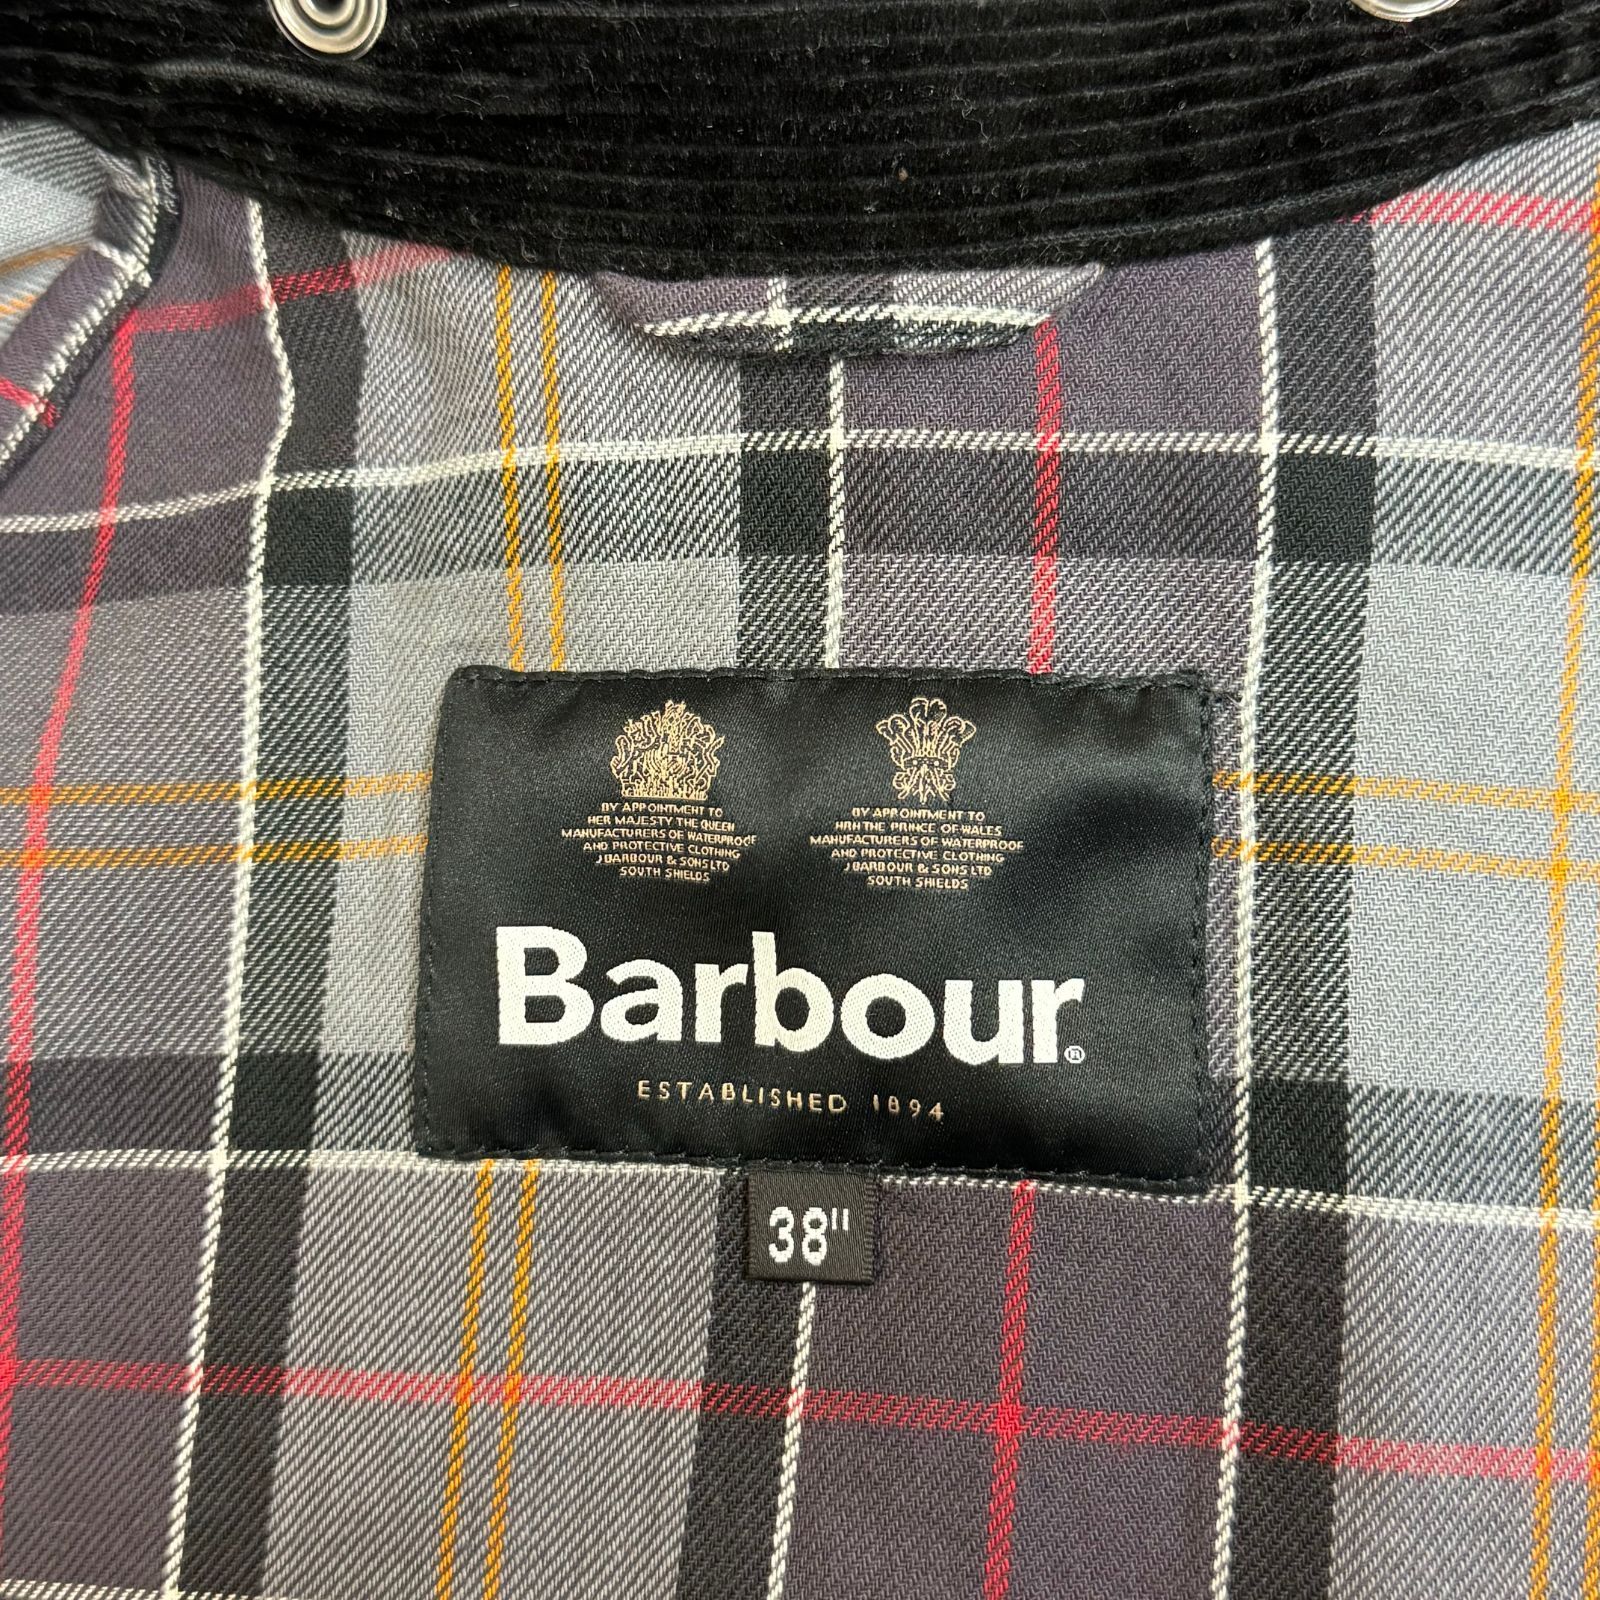 BY APPOINTMENT TO
HER MAJESTY THE QUEEN
MANUFACTURERS OF WATERPROOF
AND PROTECTIVE CLOTHING
J BARBOUR & SONS LTD
SOUTH SHIELDS
BY APPOINTMENT TO
HRH THE PRINCE OF WALES
MANUFACTURERS OF WATERPROOF
AND PROTECTIVE CLOTHING
J BARBOUR & SONS LTD
SOUTH SHIELDS
Barbour®
ESTABLISHED 1894
38"